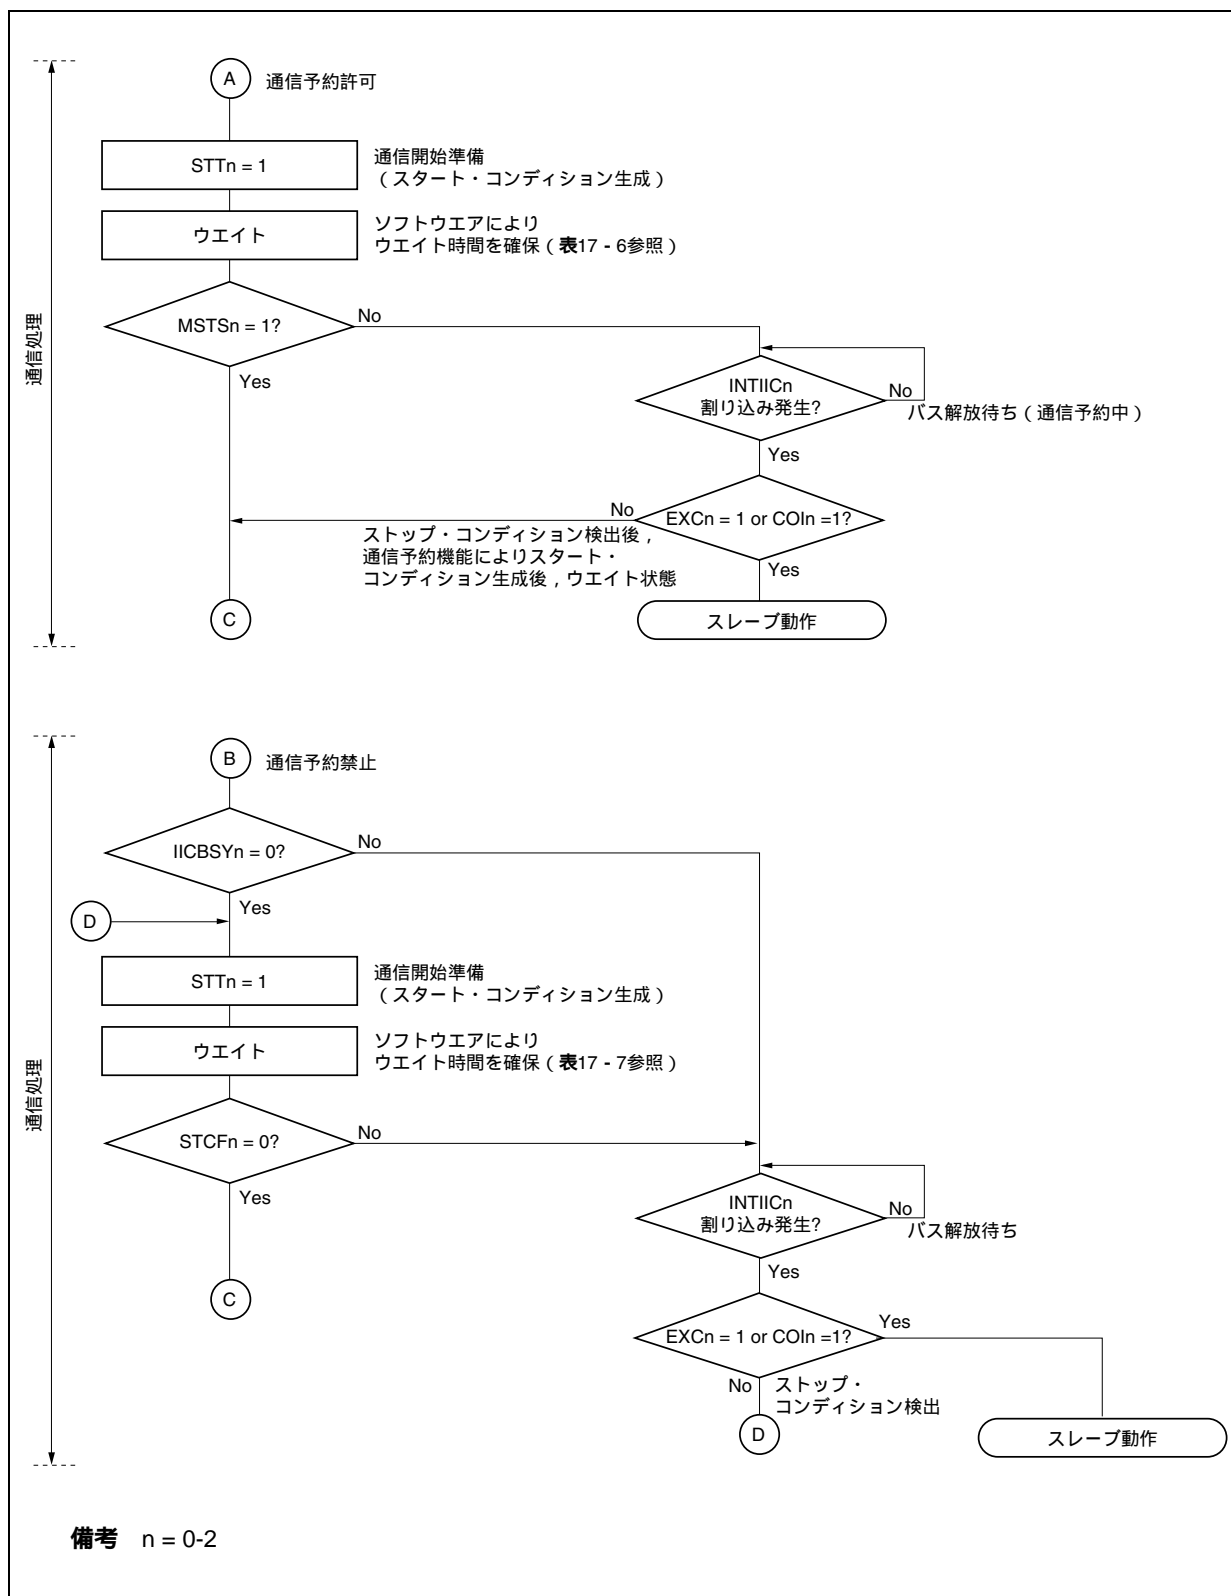 通信処理
A 通信予約許可
STTn = 1
通信開始準備
（スタート・コンディション生成）
ウエイト
ソフトウエアにより
ウエイト時間を確保（表17 - 6参照）
MSTSn = 1?
No
Yes
INTIICn
割り込み発生?
No
バス解放待ち（通信予約中）
Yes
EXCn = 1 or COIn =1?
No
ストップ・コンディション検出後，
通信予約機能によりスタート・
コンディション生成後，ウエイト状態
Yes
C
スレーブ動作
通信処理
B 通信予約禁止
IICBSYn = 0?
No
Yes
D
STTn = 1
通信開始準備
（スタート・コンディション生成）
ウエイト
ソフトウエアにより
ウエイト時間を確保（表17 - 7参照）
STCFn = 0?
No
Yes
INTIICn
割り込み発生?
No
バス解放待ち
Yes
C
EXCn = 1 or COIn =1?
Yes
No
ストップ・
コンディション検出
D
スレーブ動作
備考 n = 0-2